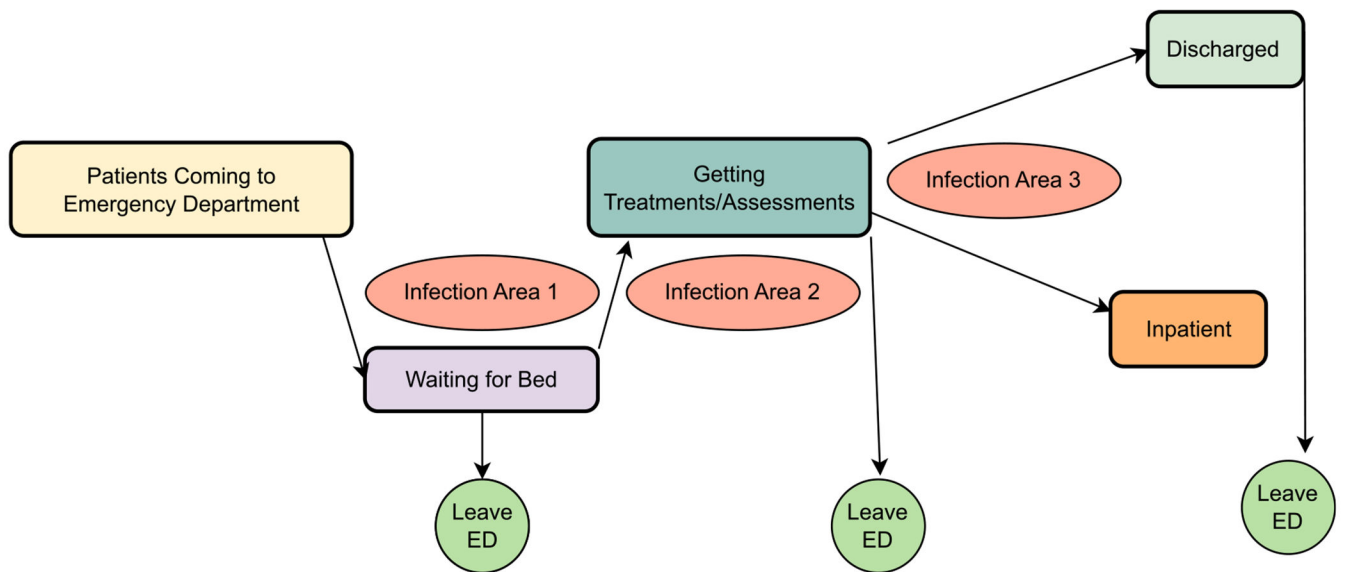 Discharged
Patients Coming to
Emergency Department
Getting
Treatments/Assessments
Infection Area 3
Infection Area 1
Infection Area 2
Inpatient
Waiting for Bed
Leave
ED
Leave
ED
Leave
ED